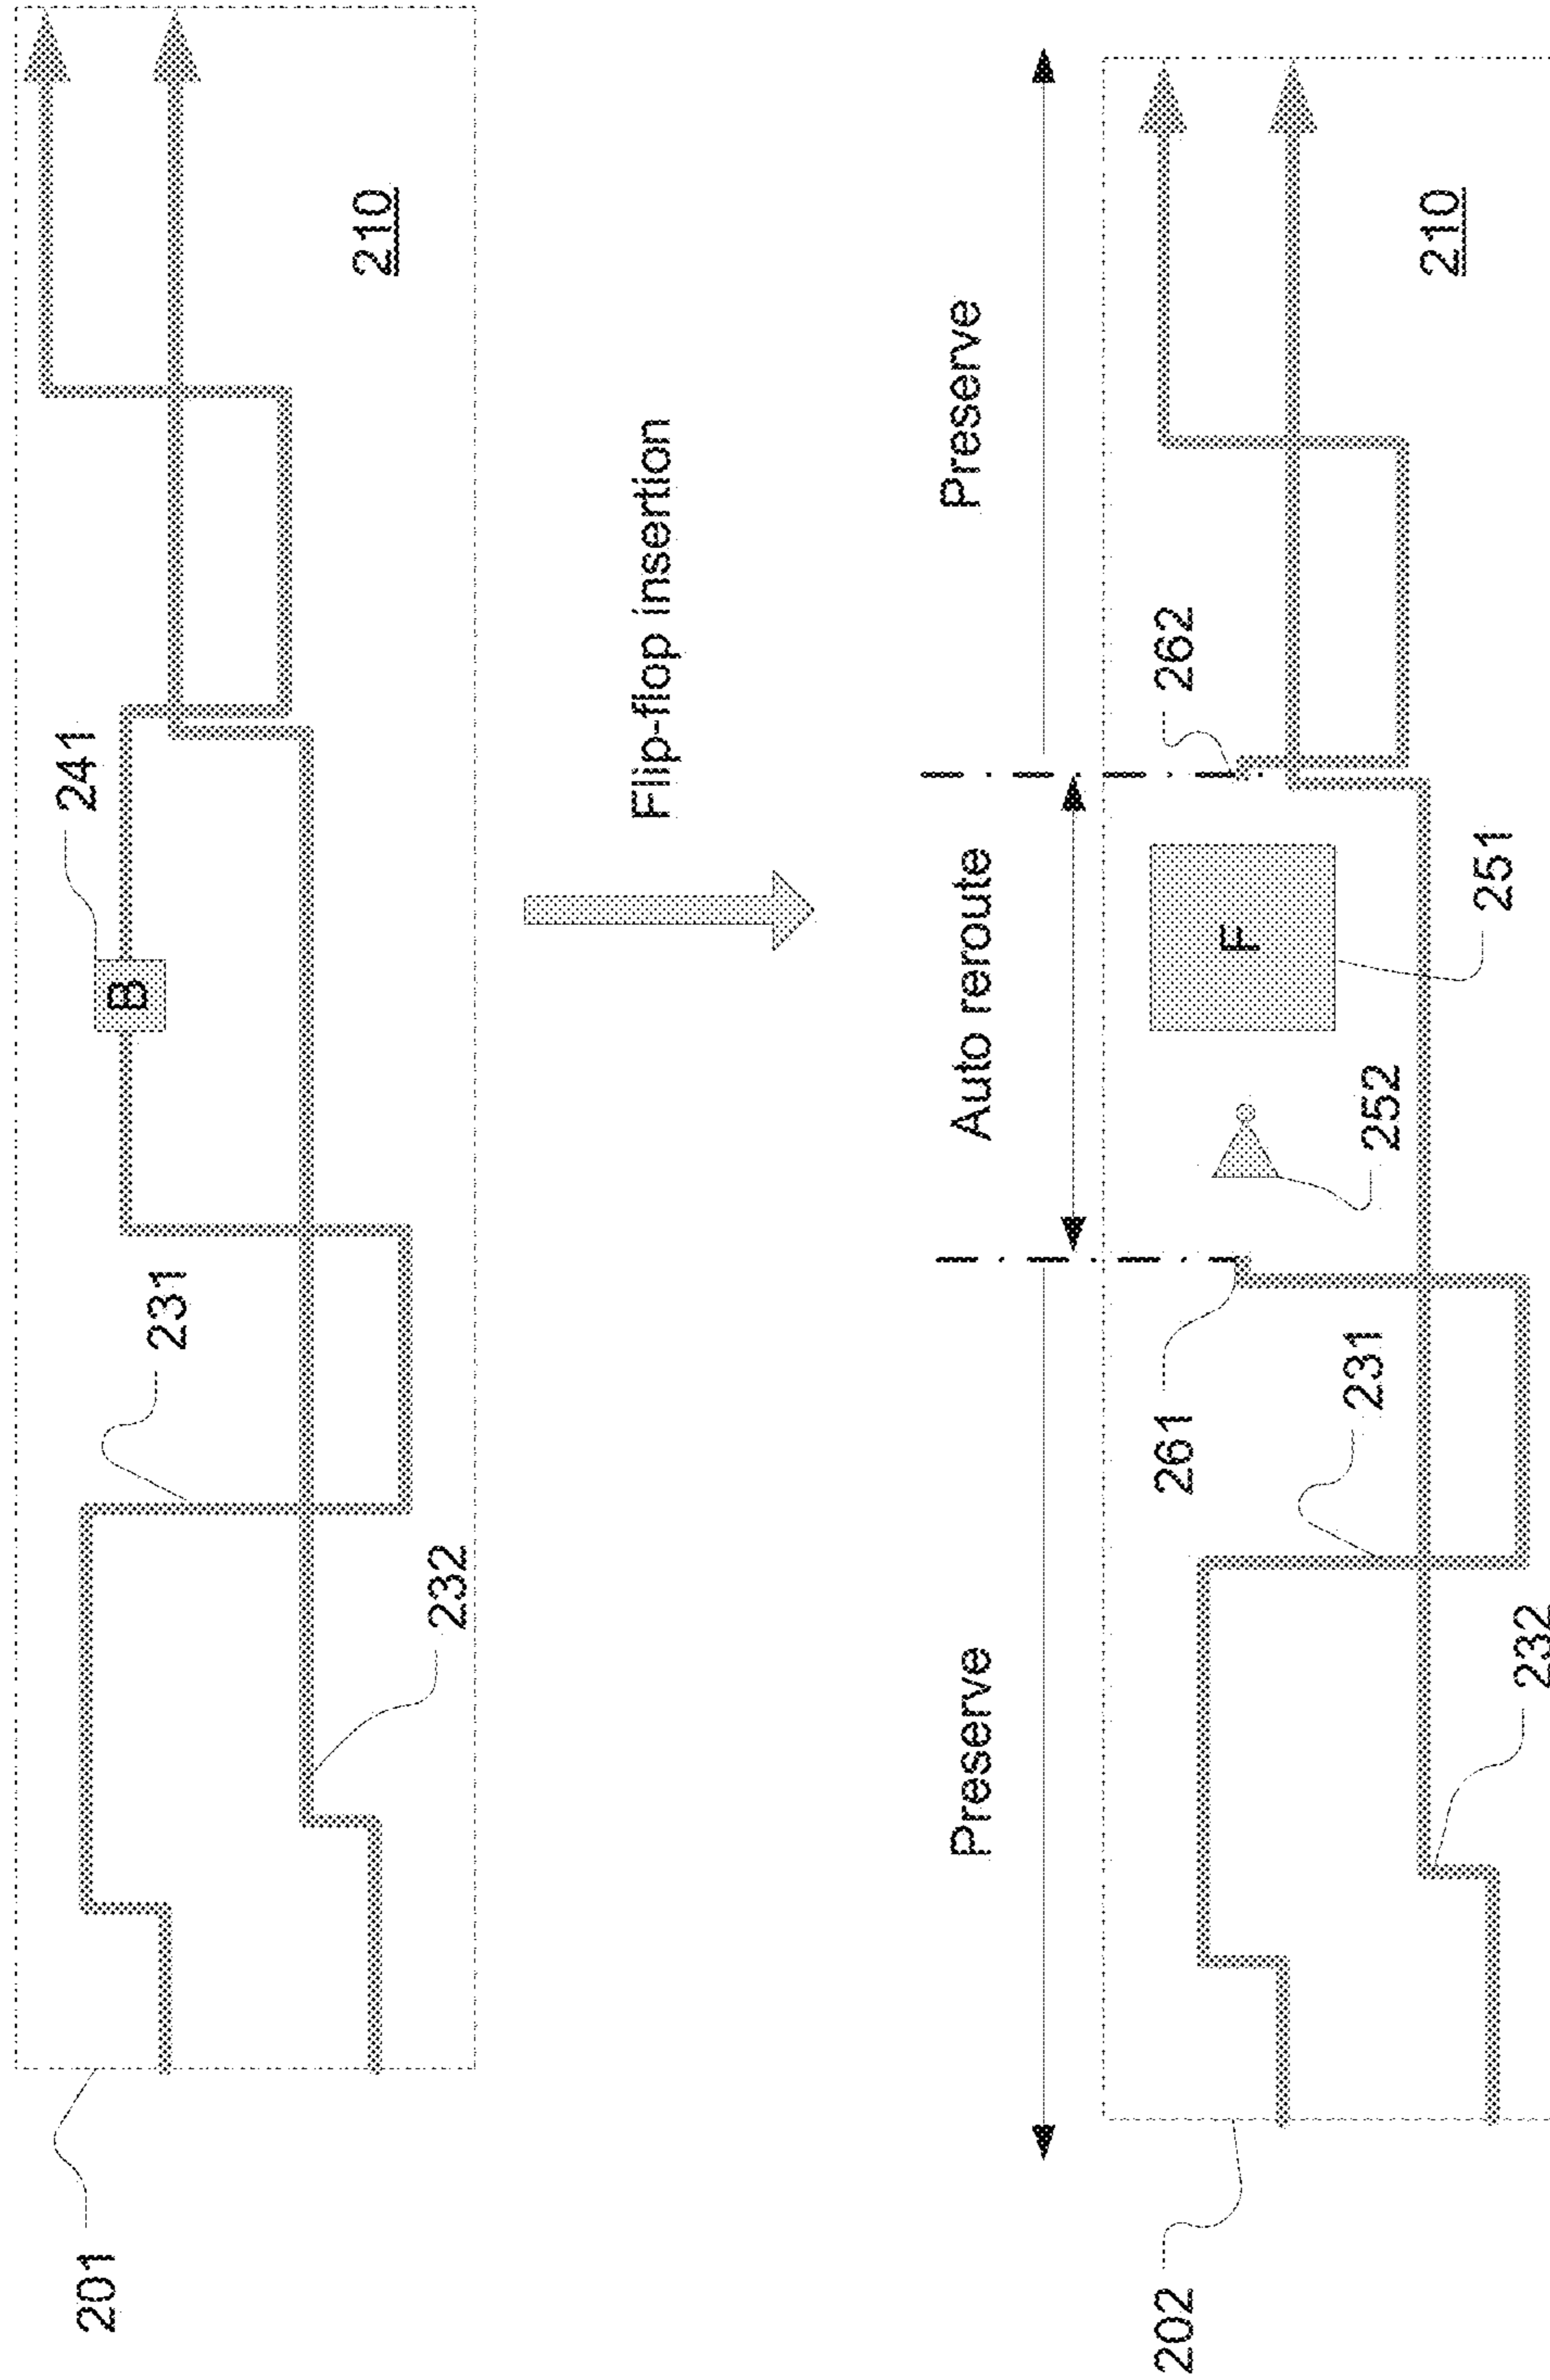 201
231
232
B
241
210
Flip-flop insertion
Preserve
Auto reroute
Preserve
202
261
231
232
252
F
251
262
210